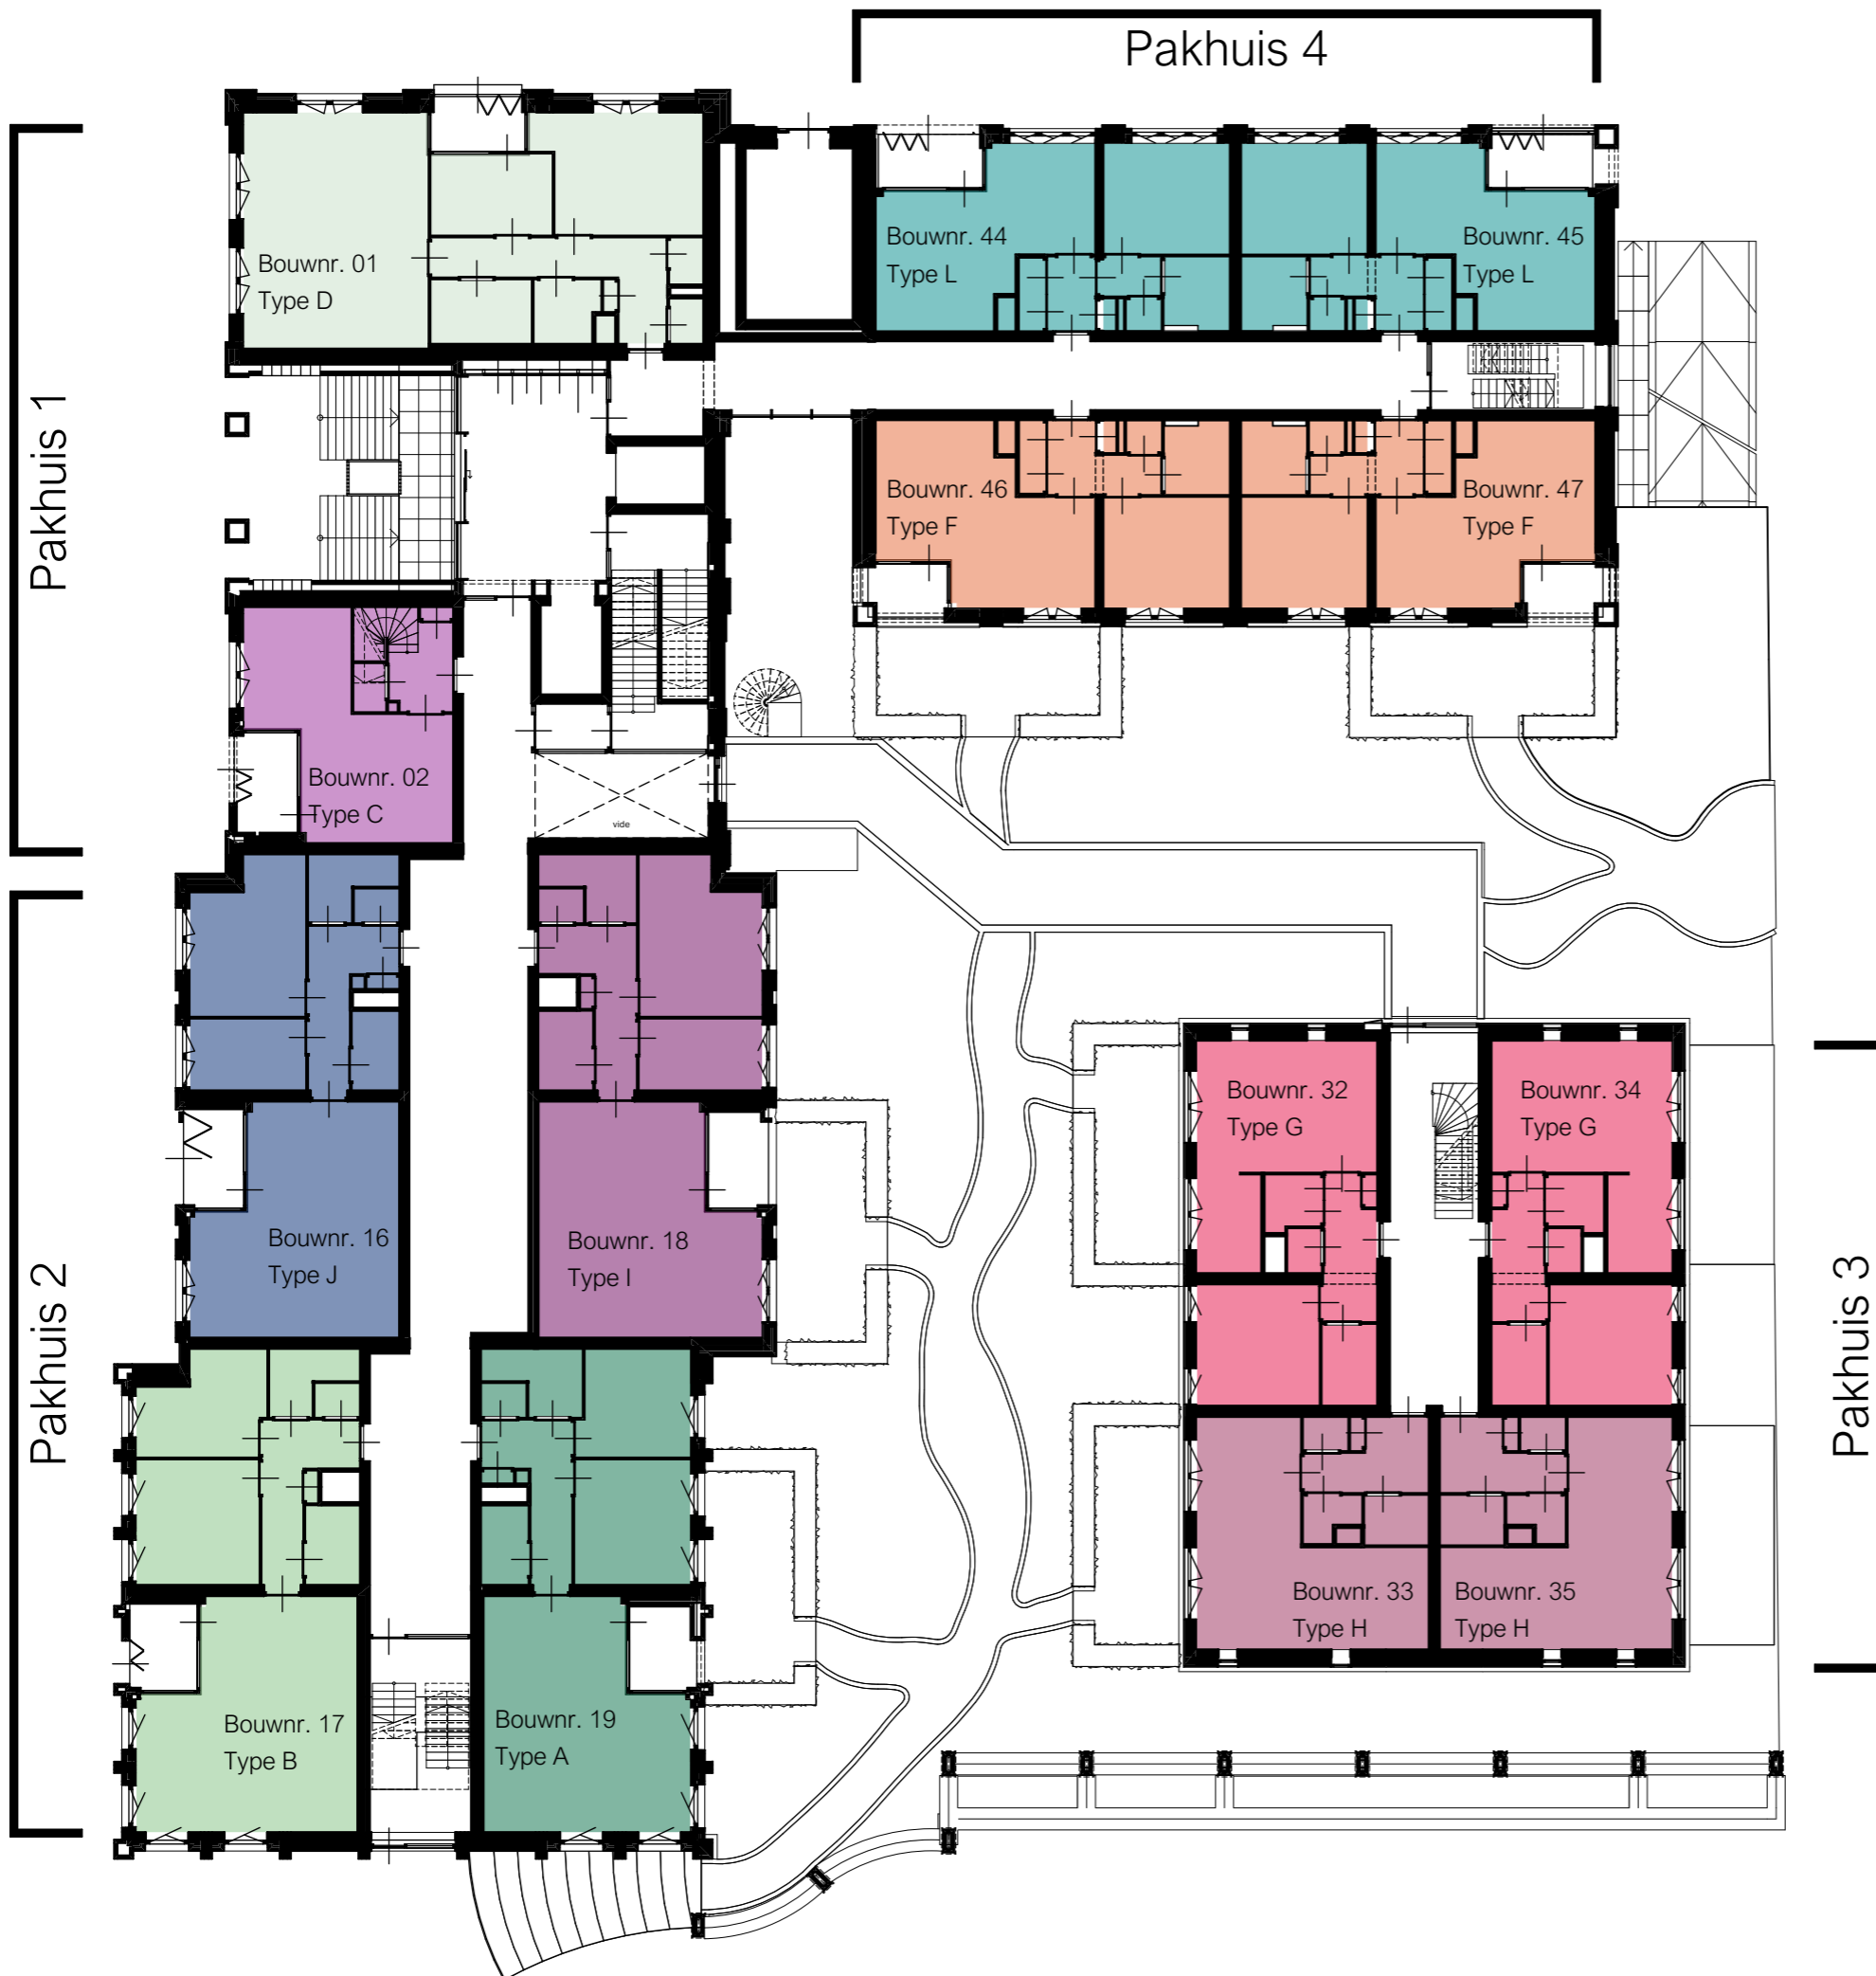 Pakhuis 4
Pakhuis 1
Bouwnr. 01
Type D
Bouwnr. 44
Type L
Bouwnr. 45
Type L
Bouwnr. 46
Type F
Bouwnr. 47
Type F
Bouwnr. 02
Type C
vide
Pakhuis 2
Bouwnr. 16
Type J
Bouwnr. 18
Type I
Bouwnr. 32
Type G
Bouwnr. 34
Type G
Pakhuis 3
Bouwnr. 33
Type H
Bouwnr. 35
Type H
Bouwnr. 17
Type B
Bouwnr. 19
Type A